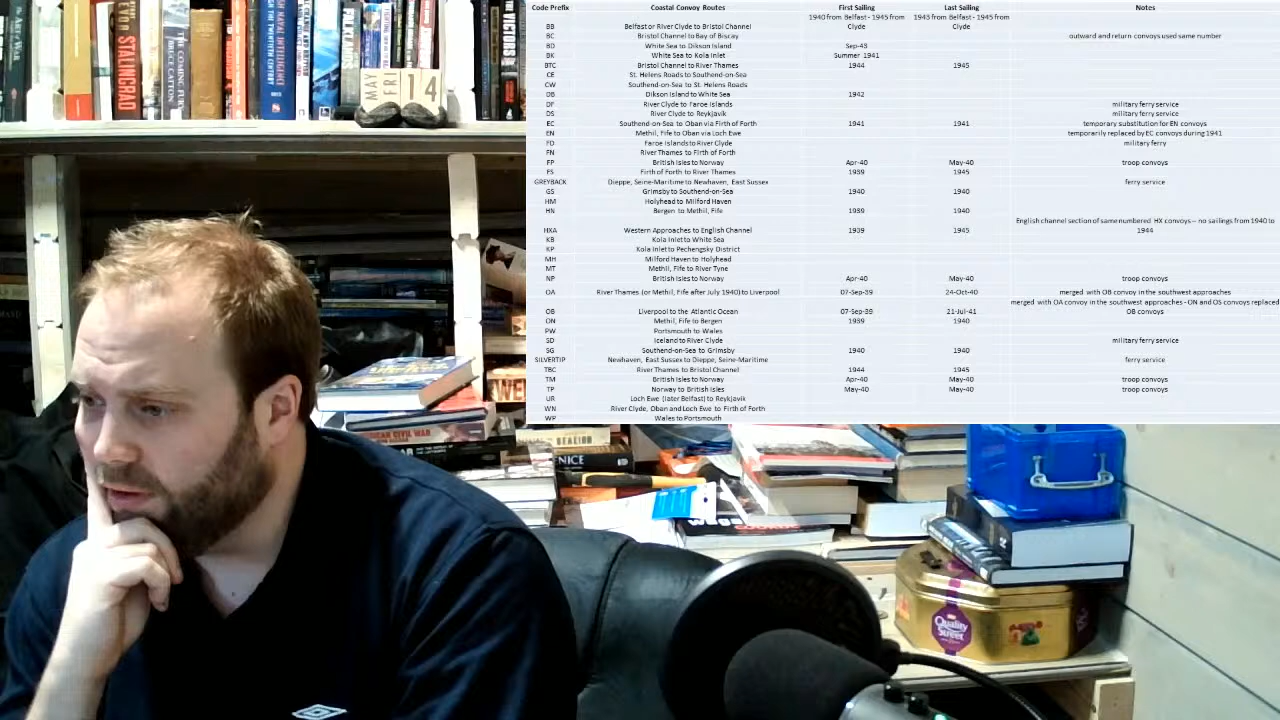 STALINGRAD
THE COMING FURY
BRUCE CATTON
NAVAL INTELLIGENCE
THE TWENTIETH CENTURY
FALKLANDS
THE VICTORS
MAY
FRI
14
Code Prefix Coastal Convoy Routes First Sailing Last Sailing Notes
1940 from Belfast - 1945 from 1943 from Belfast - 1945 from
BB Belfast or River Clyde to Bristol Channel Clyde Clyde
BC Bristol Channel to Bay of Biscay outward and return convoys used same number
BD White Sea to Dikson Island Sep-43
BK White Sea to Kola Inlet Summer 1941
BTC Bristol Channel to River Thames 1944 1945
CE St. Helens Roads to Southend-on-Sea
CW Southend-on-Sea to St. Helens Roads
DB Dikson Island to White Sea 1942
DF River Clyde to Faroe Islands military ferry service
DS River Clyde to Reykjavík military ferry service
EC Southend-on-Sea to Oban via Firth of Forth 1941 1941 temporary substitution for EN convoys
EN Methil, Fife to Oban via Loch Ewe temporarily replaced by EC convoys during 1941
FD Faroe Islands to River Clyde military ferry
FN River Thames to Firth of Forth
FP British Isles to Norway Apr-40 May-40 troop convoys
FS Firth of Forth to River Thames 1939 1945
GREYBACK Dieppe, Seine-Maritime to Newhaven, East Sussex ferry service
GS Grimsby to Southend-on-Sea 1940 1940
HM Holyhead to Milford Haven
HN Bergen to Methil, Fife 1939 1940
English channel section of same numbered HX convoys – no sailings from 1940 to
HXA Western Approaches to English Channel 1939 1945 1944
KB Kola Inlet to White Sea
KP Kola Inlet to Pechengsky District
MH Milford Haven to Holyhead
MT Methil, Fife to River Tyne
NP British Isles to Norway Apr-40 May-40 troop convoys
OA River Thames (or Methil, Fife after July 1940) to Liverpool 07-Sep-39 24-Oct-40 merged with OB convoy in the southwest approaches
merged with OA convoy in the southwest approaches - ON and OS convoys replaced
OB Liverpool to the Atlantic Ocean 07-Sep-39 21-Jul-41 OB convoys
ON Methil, Fife to Bergen 1939 1940
PW Portsmouth to Wales
SD Iceland to River Clyde military ferry service
SG Southend-on-Sea to Grimsby 1940 1940
SILVERTIP Newhaven, East Sussex to Dieppe, Seine-Maritime ferry service
TBC River Thames to Bristol Channel 1944 1945
TM British Isles to Norway Apr-40 May-40 troop convoys
TP Norway to British Isles May-40 May-40 troop convoys
UR Loch Ewe (later Belfast) to Reykjavík
WN River Clyde, Oban and Loch Ewe to Firth of Forth
WP Wales to Portsmouth
CIVIL WAR
ENICE
Quality
Street